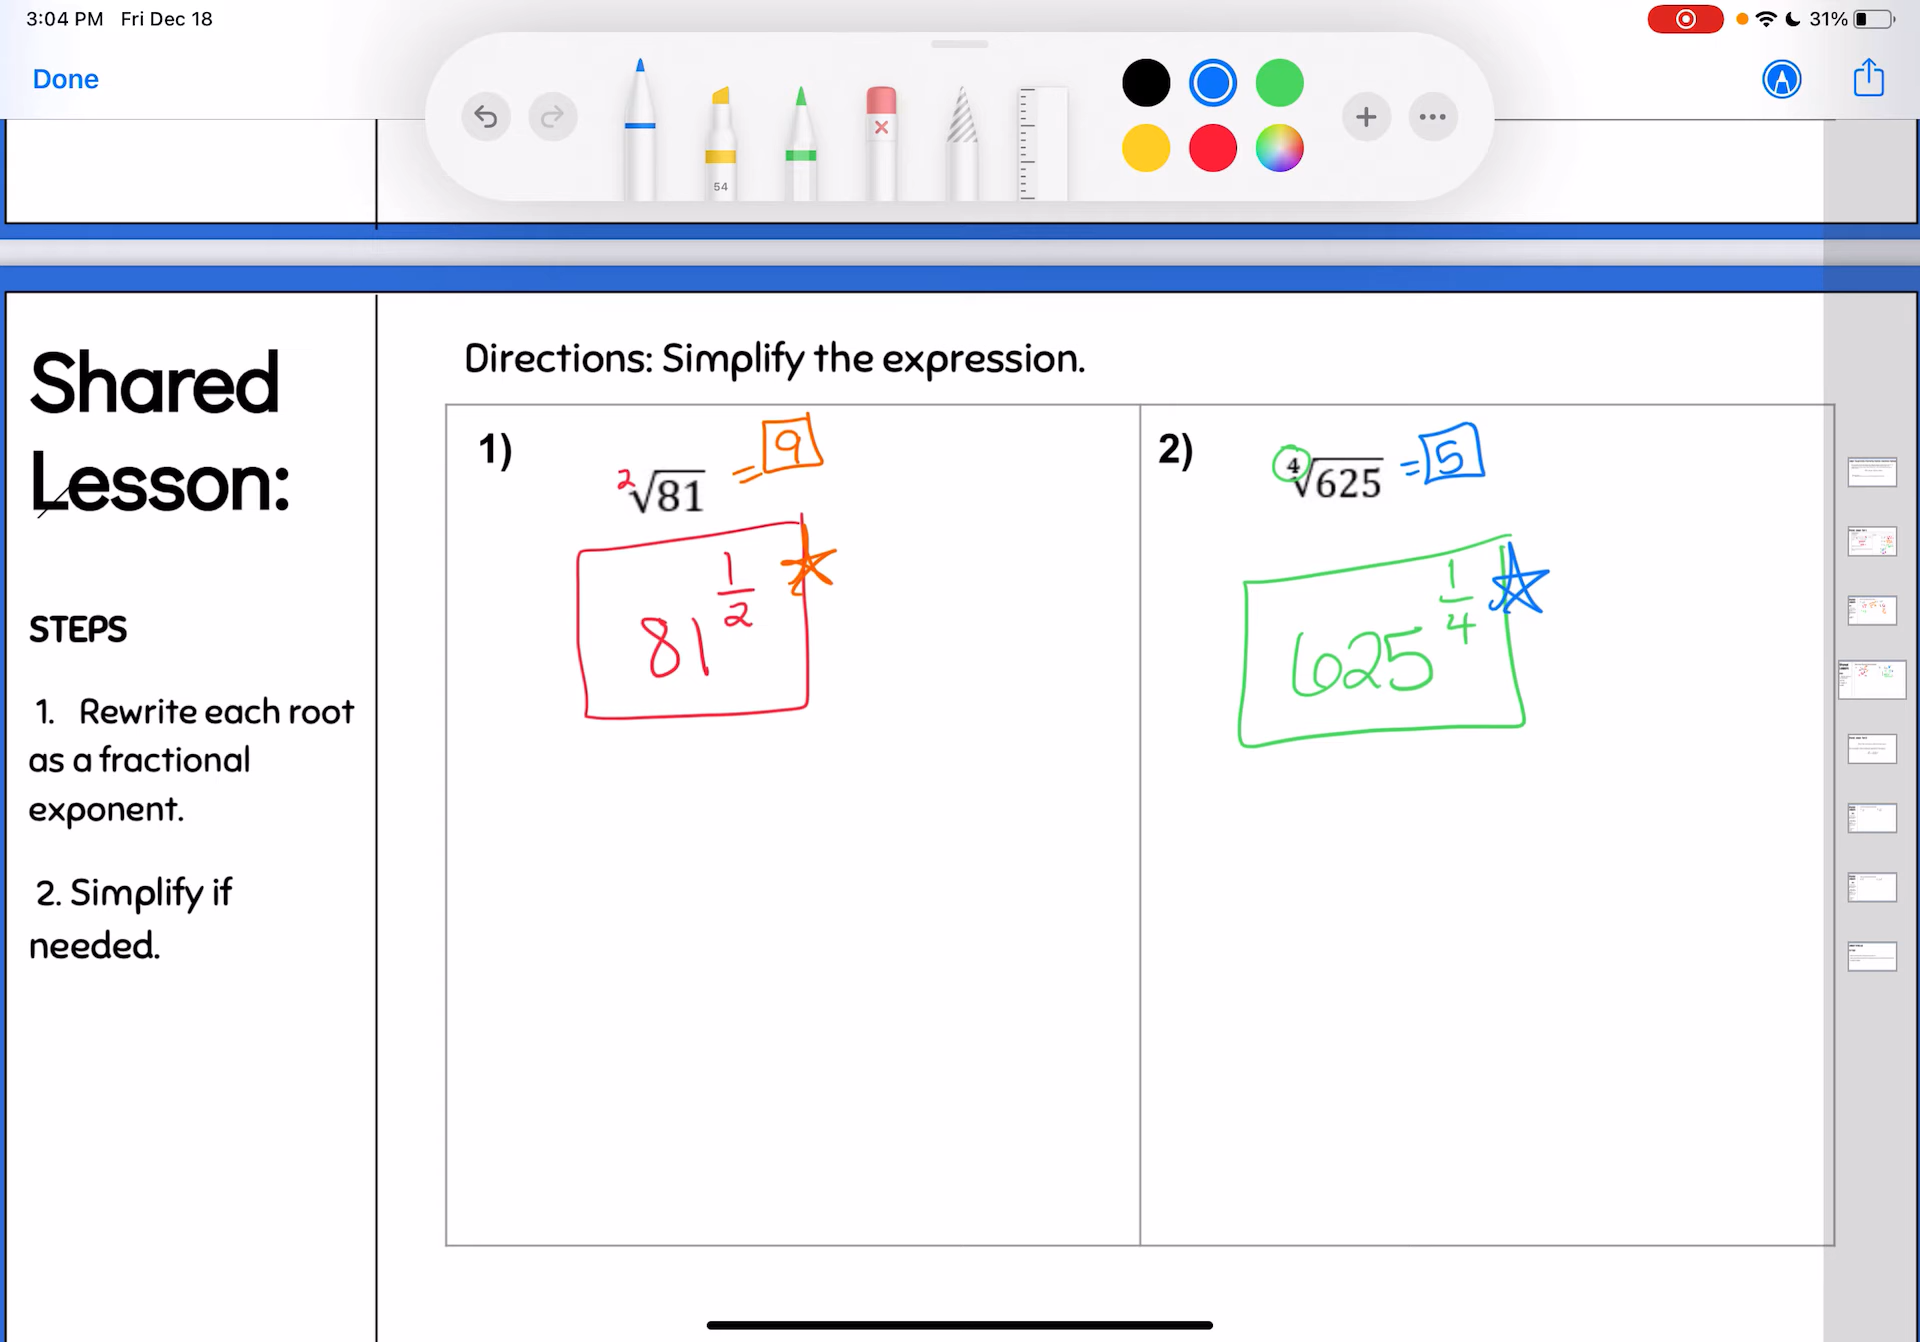 3:04 PM Fri Dec 18
31%
Done
54
Shared
Lesson:
STEPS
1. Rewrite each root
as a fractional
exponent.
2. Simplify if
needed.
Directions: Simplify the expression.
1)
²√81 = 9
81^(1/2)
2)
⁴√625 = 5
625^(1/4)